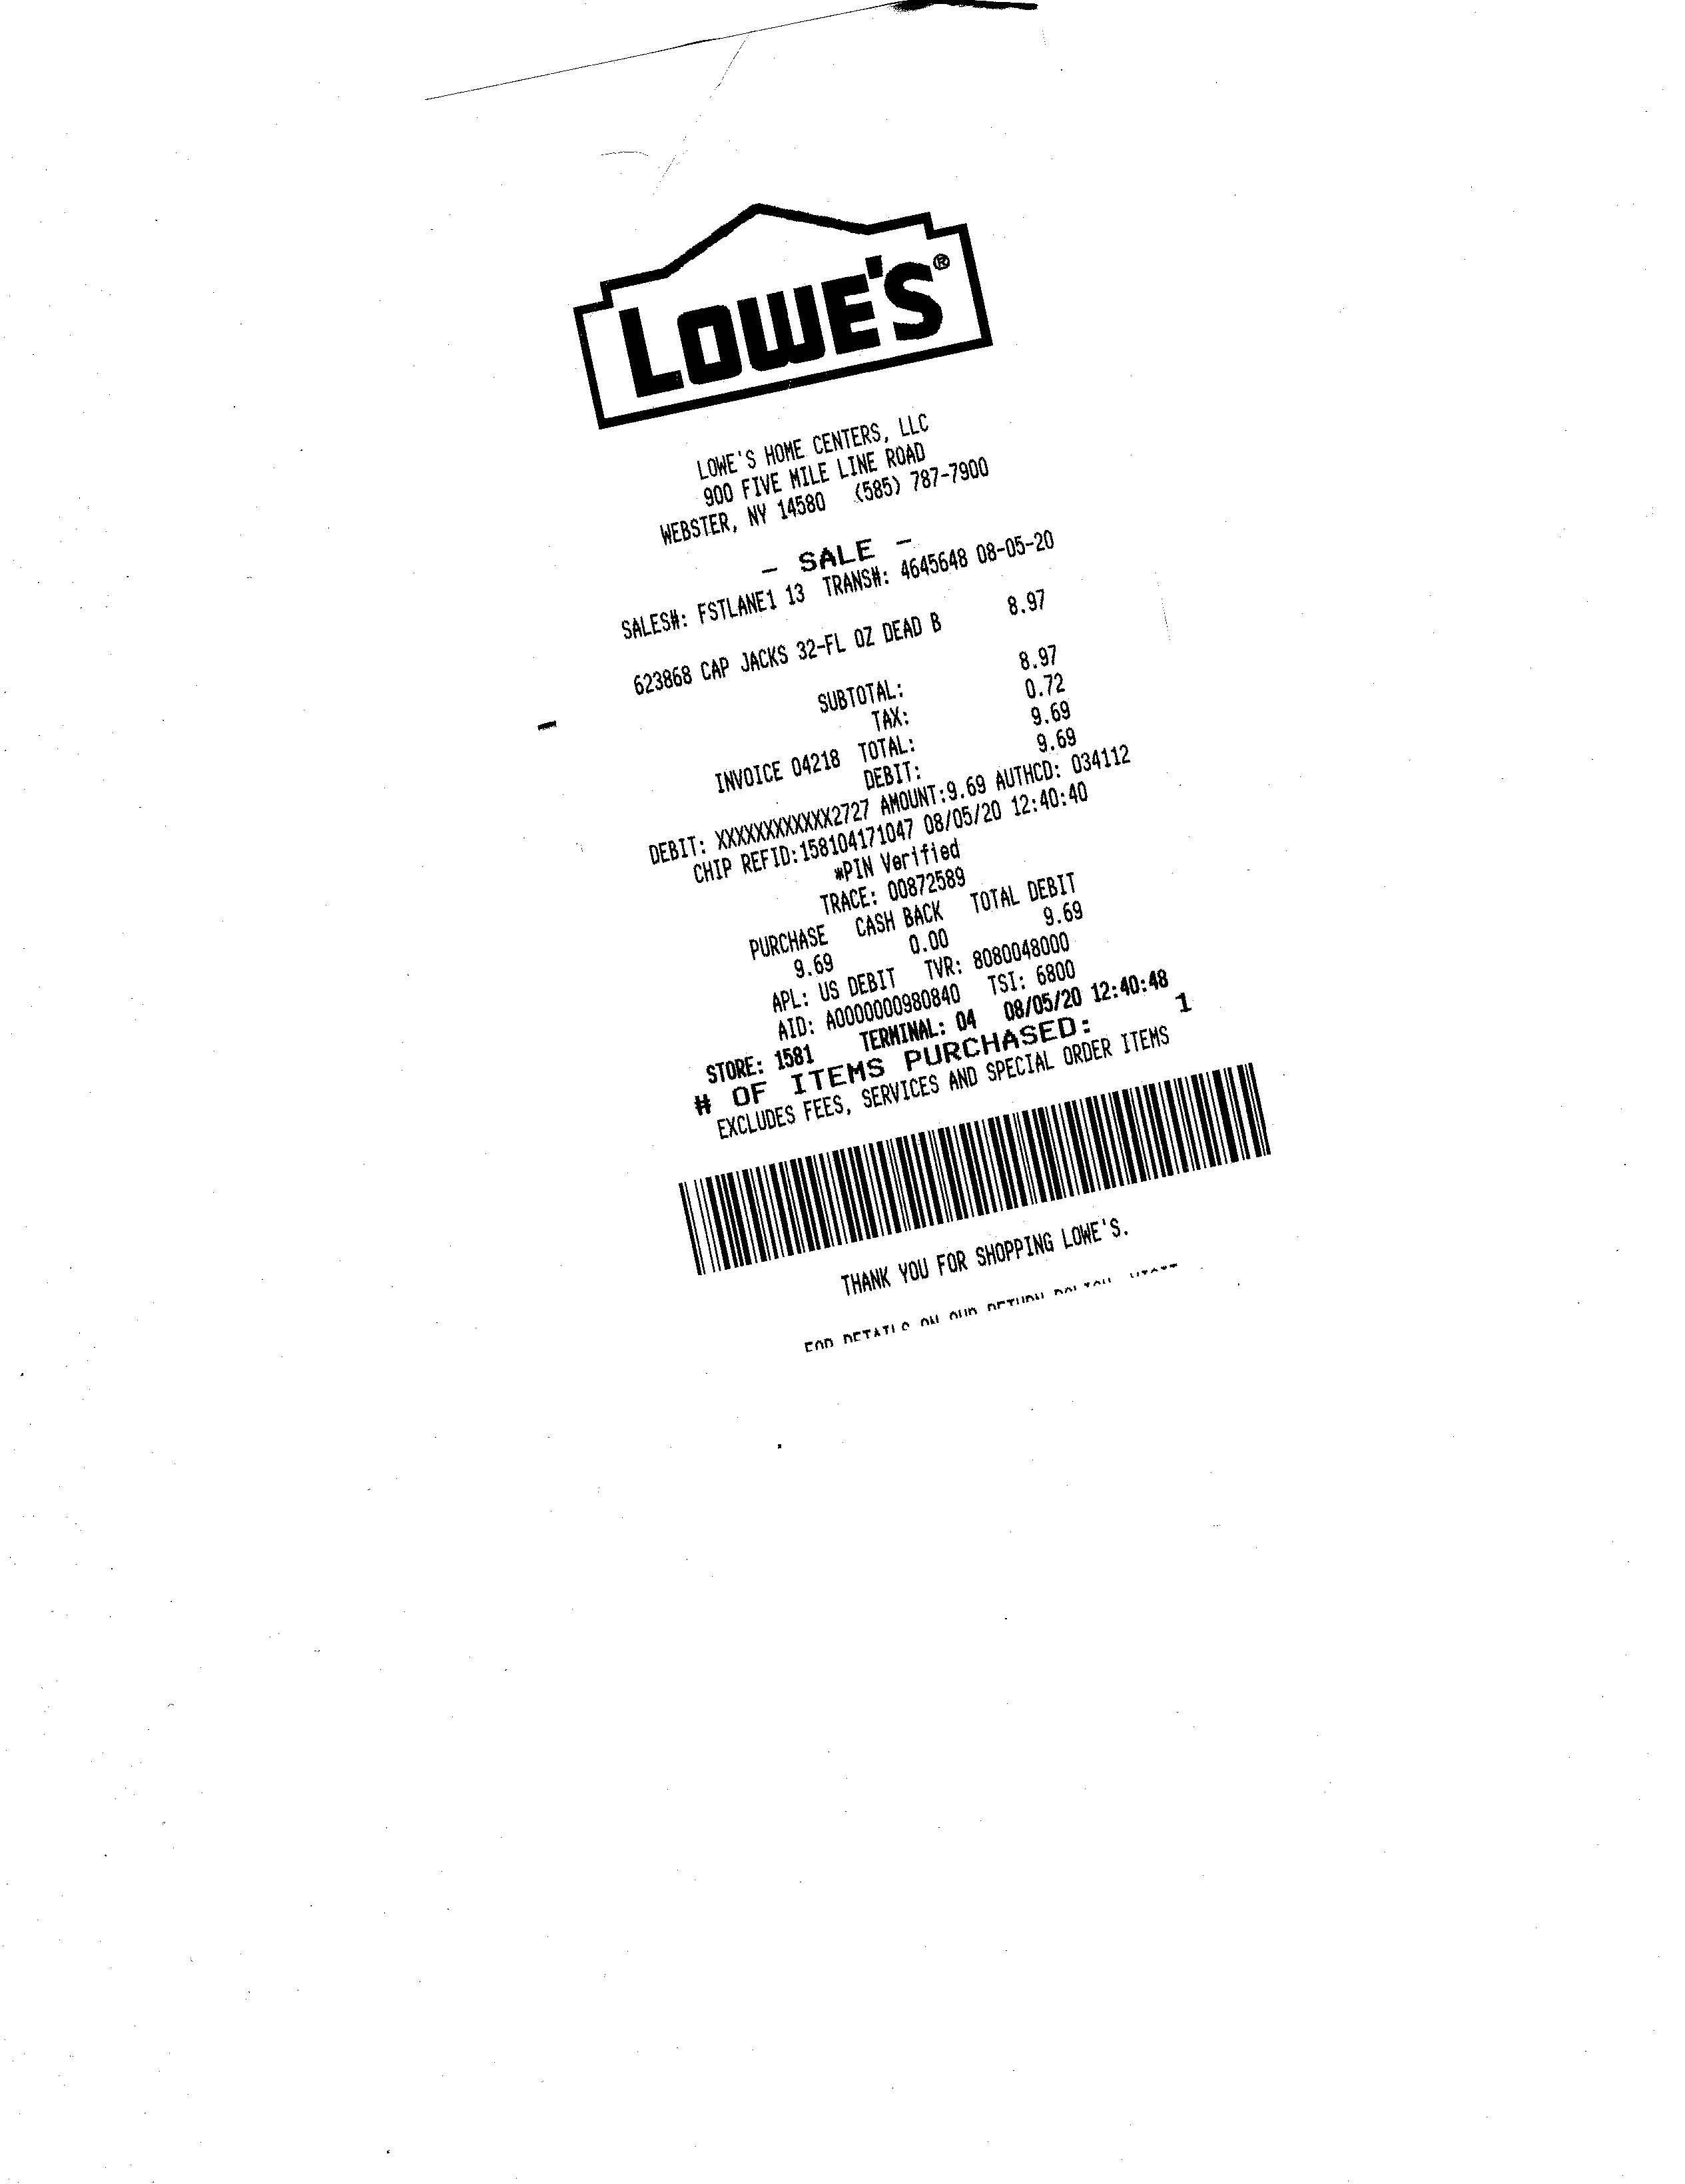 LOWE'S®
LOWE'S HOME CENTERS, LLC
900 FIVE MILE LINE ROAD
WEBSTER, NY 14580 (585) 787-7900
- SALE -
SALES#: FSTLANE1 13 TRANS#: 4645648 08-05-20
623868 CAP JACKS 32-FL OZ DEAD B 8.97
SUBTOTAL: 8.97
TAX: 0.72
INVOICE 04218 TOTAL: 9.69
DEBIT: 9.69
DEBIT: XXXXXXXXXXXX2727 AMOUNT:9.69 AUTHCD: 034112
CHIP REFID:158104171047 08/05/20 12:40:40
*PIN Verified
TRACE: 00872589
PURCHASE CASH BACK TOTAL DEBIT
9.69 0.00 9.69
APL: US DEBIT TVR: 8080048000
AID: A0000000980840 TSI: 6800
STORE: 1581 TERMINAL: 04 08/05/20 12:40:48
# OF ITEMS PURCHASED: 1
EXCLUDES FEES, SERVICES AND SPECIAL ORDER ITEMS
THANK YOU FOR SHOPPING LOWE'S.
FOR DETAILS ON OUR RETURN POLICY, VISIT